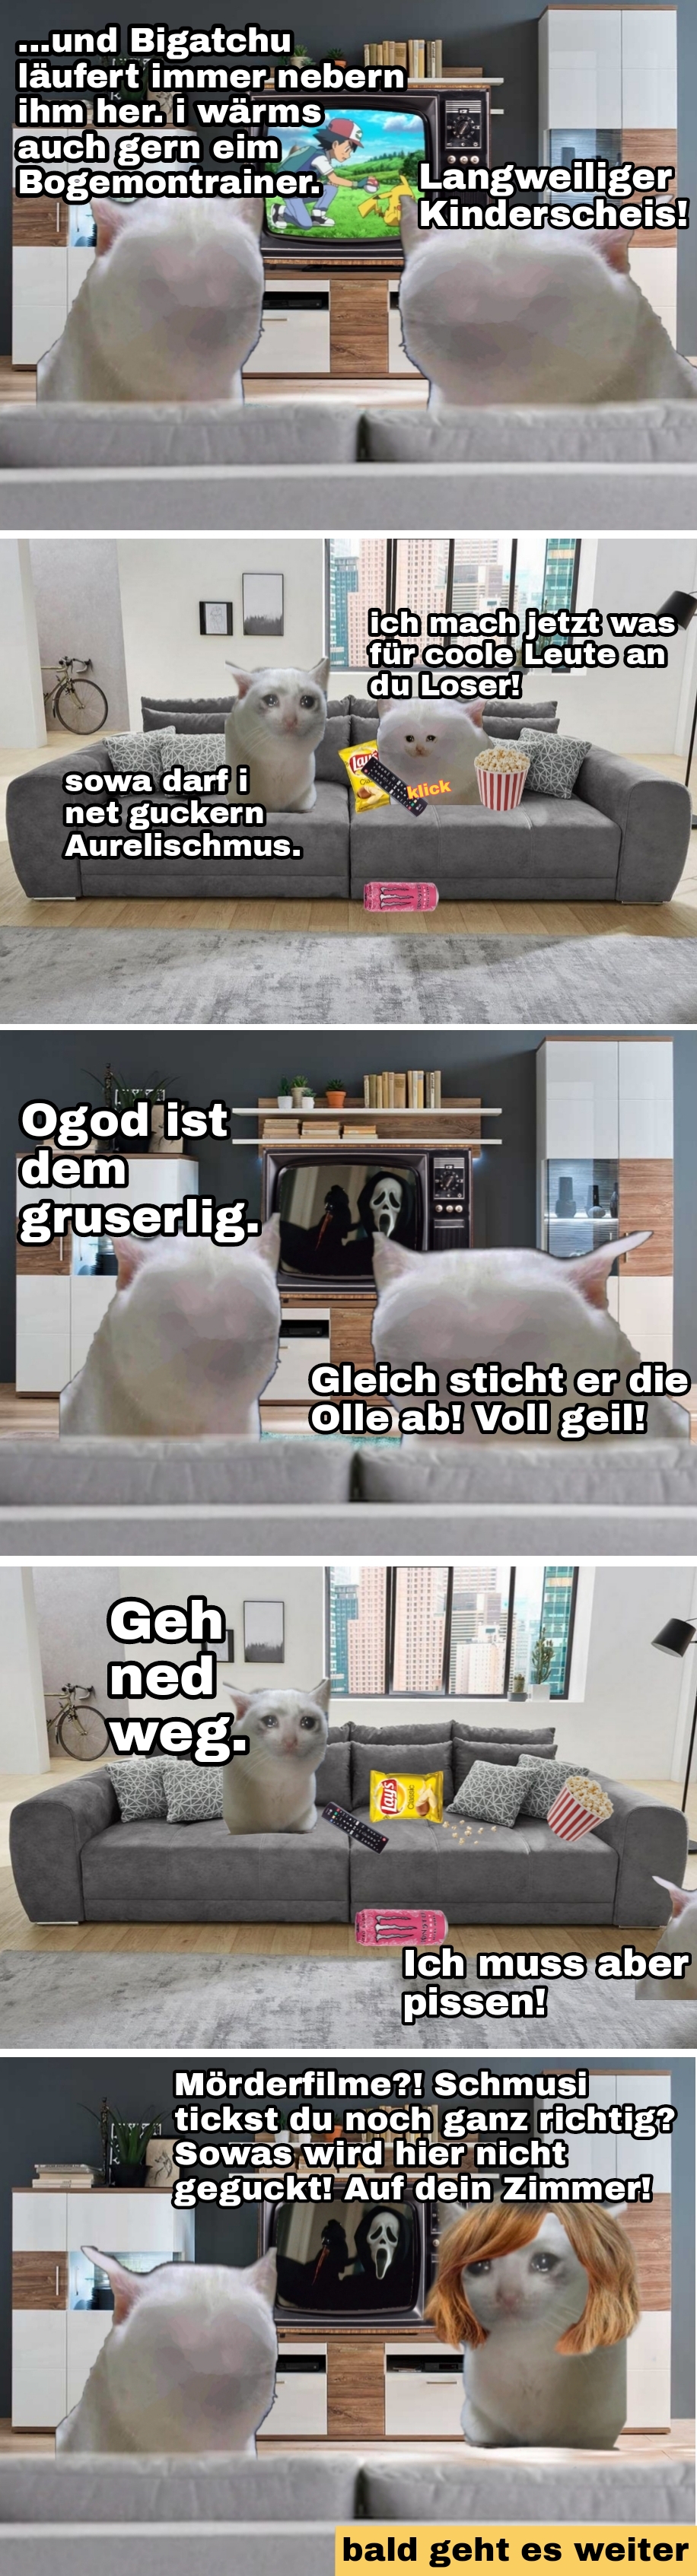 ...und Bigatchu
läufert immer nebern
ihm her. i wärms
auch gern eim
Bogemontrainer.
Langweiliger
Kinderscheis!
ich mach jetzt was
für coole Leute an
du Loser!
Lay's
klick
sowa darf i
net guckern
Aurelischmus.
Ogod ist
dem
gruserlig.
Gleich sticht er die
Olle ab! Voll geil!
Geh
ned
weg.
Lay's
Classic
Ich muss aber
pissen!
Mörderfilme?! Schmusi
tickst du noch ganz richtig?
Sowas wird hier nicht
geguckt! Auf dein Zimmer!
bald geht es weiter